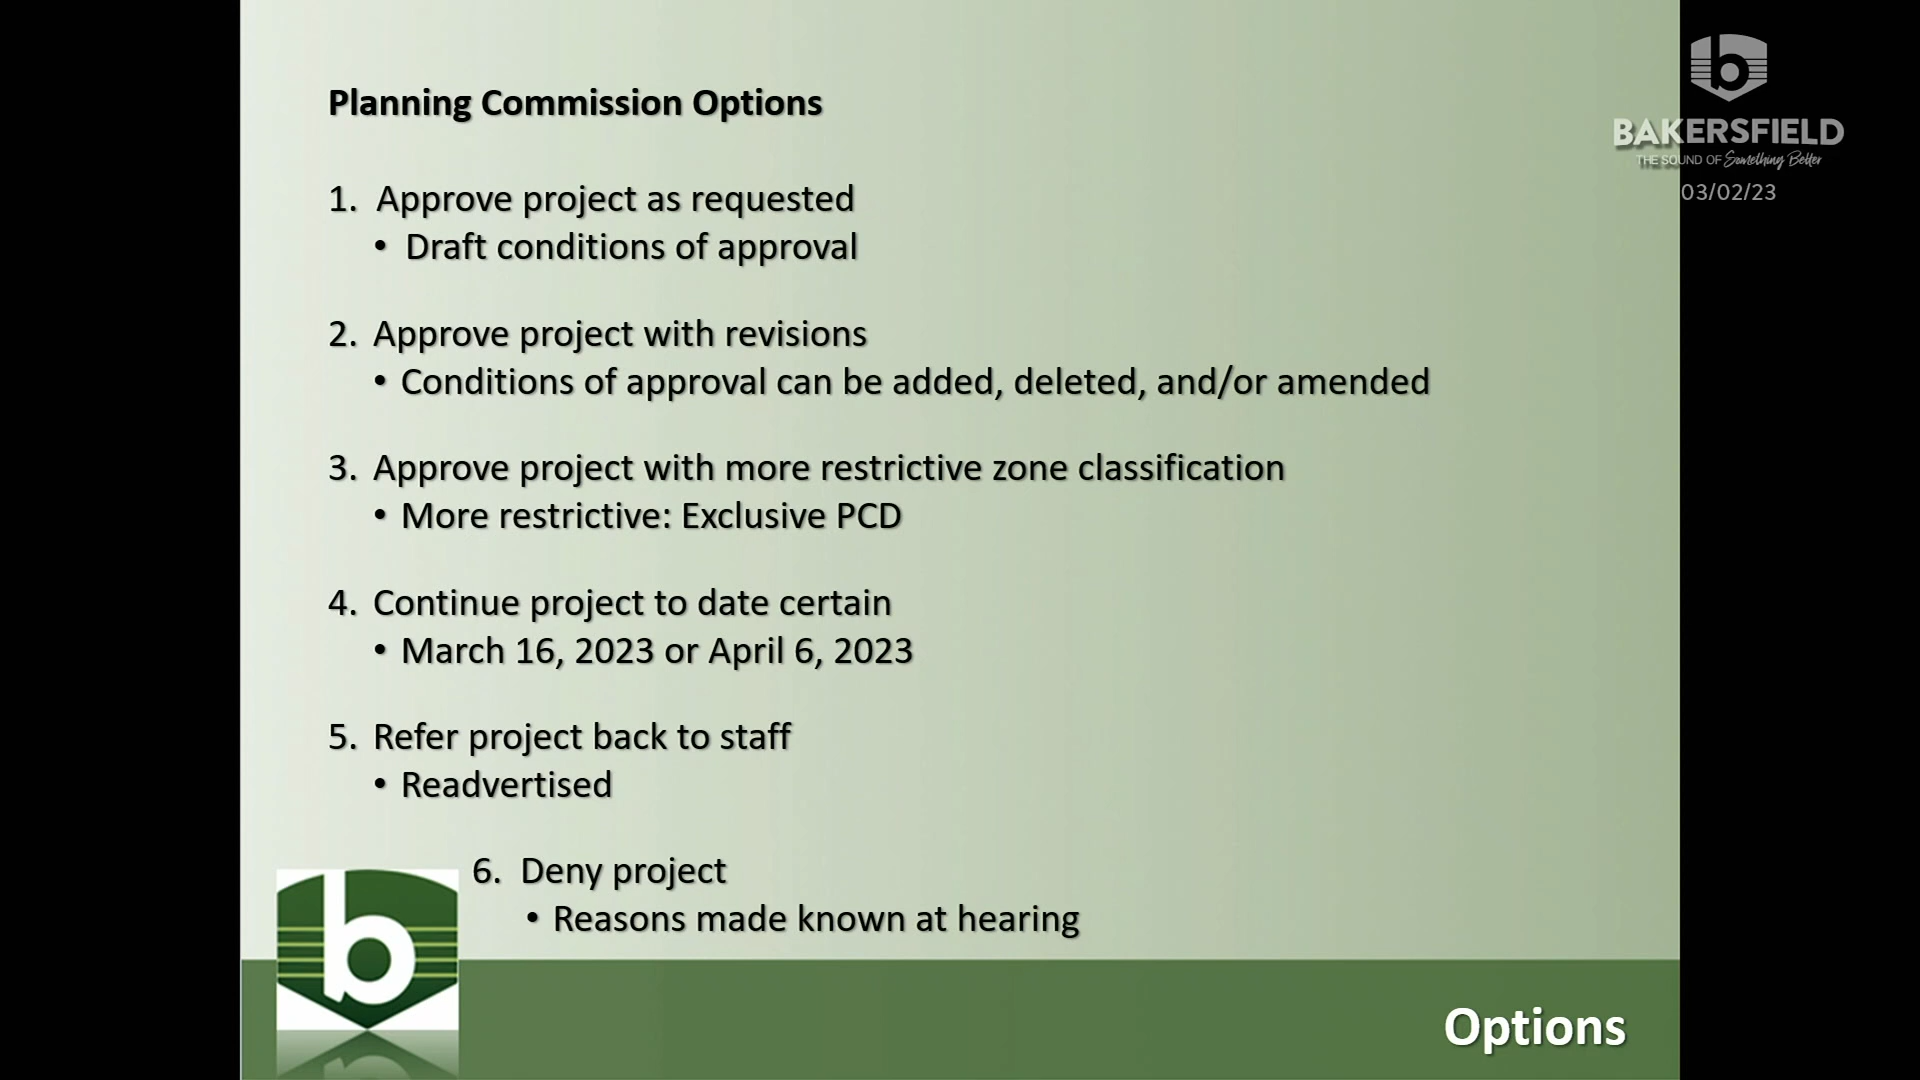 Planning Commission Options
1. Approve project as requested
• Draft conditions of approval
2. Approve project with revisions
• Conditions of approval can be added, deleted, and/or amended
3. Approve project with more restrictive zone classification
• More restrictive: Exclusive PCD
4. Continue project to date certain
• March 16, 2023 or April 6, 2023
5. Refer project back to staff
• Readvertised
6. Deny project
• Reasons made known at hearing
b
Options
b
BAKERSFIELD
THE SOUND OF Something Better
03/02/23